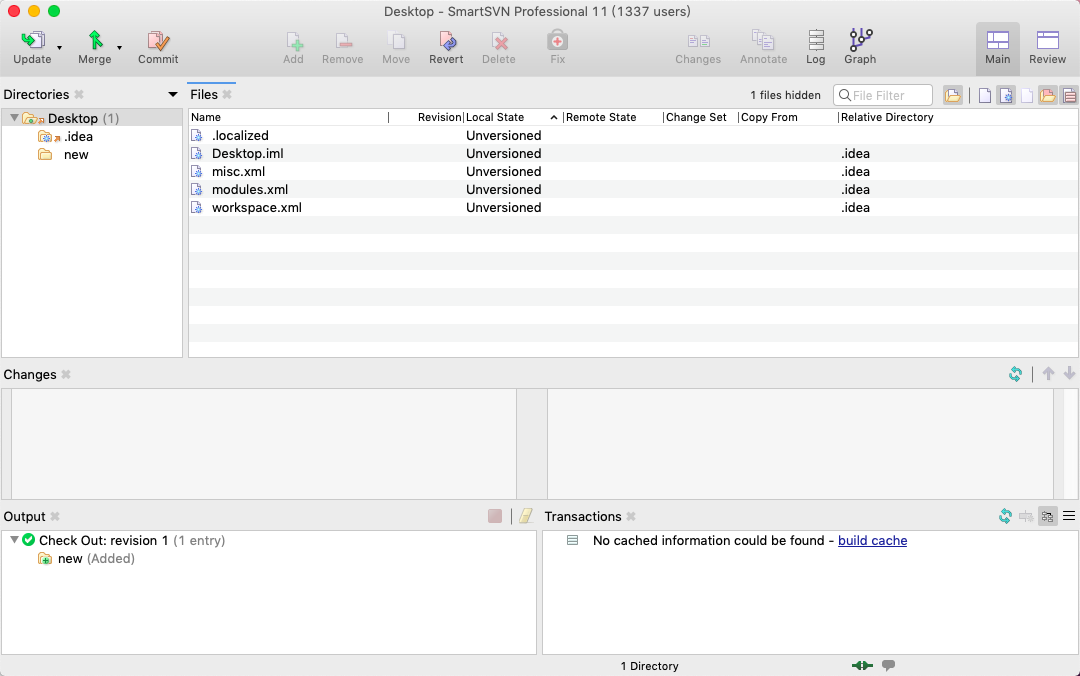 Desktop - SmartSVN Professional 11 (1337 users)
Update Merge Commit Add Remove Move Revert Delete Fix Changes Annotate Log Graph Main Review
Directories Files 1 files hidden File Filter
Name Revision Local State Remote State Change Set Copy From Relative Directory
Desktop (1)
.idea
new
.localized Unversioned
Desktop.iml Unversioned .idea
misc.xml Unversioned .idea
modules.xml Unversioned .idea
workspace.xml Unversioned .idea
Changes
Output
Check Out: revision 1 (1 entry)
new (Added)
Transactions
No cached information could be found - build cache
1 Directory